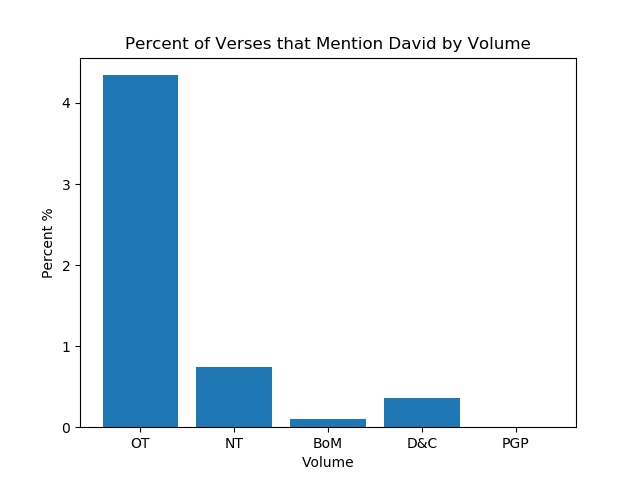 Percent of Verses that Mention David by Volume
4
3
2
1
0
Percent %
OT NT BoM D&C PGP
Volume